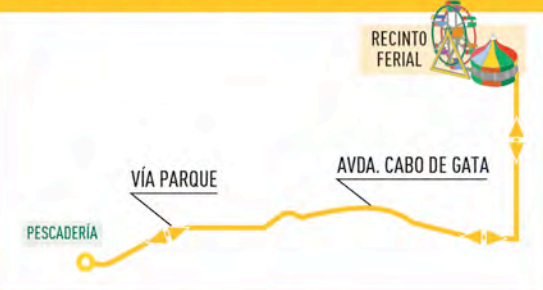 RECINTO
FERIAL
AVDA. CABO DE GATA
VÍA PARQUE
PESCADERÍA